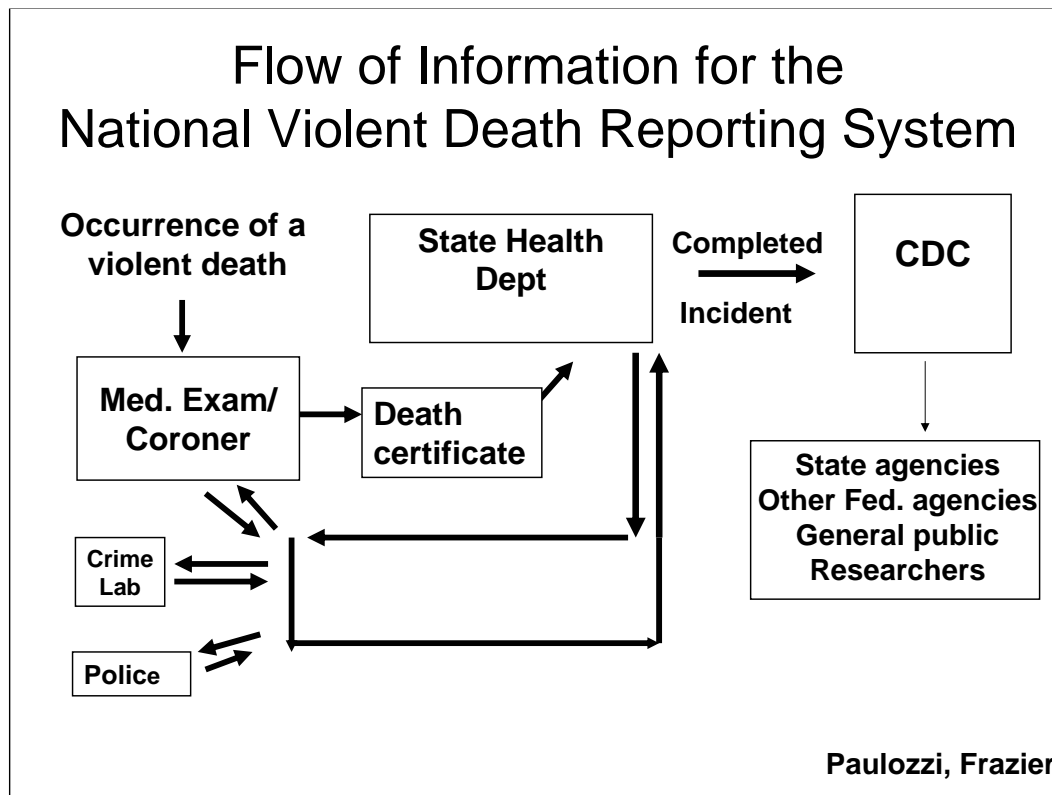 Flow of Information for the
National Violent Death Reporting System
Occurrence of a
violent death
State Health
Dept
Completed
Incident
CDC
Med. Exam/
Coroner
Death
certificate
State agencies
Other Fed. agencies
General public
Researchers
Crime
Lab
Police
Paulozzi, Frazier